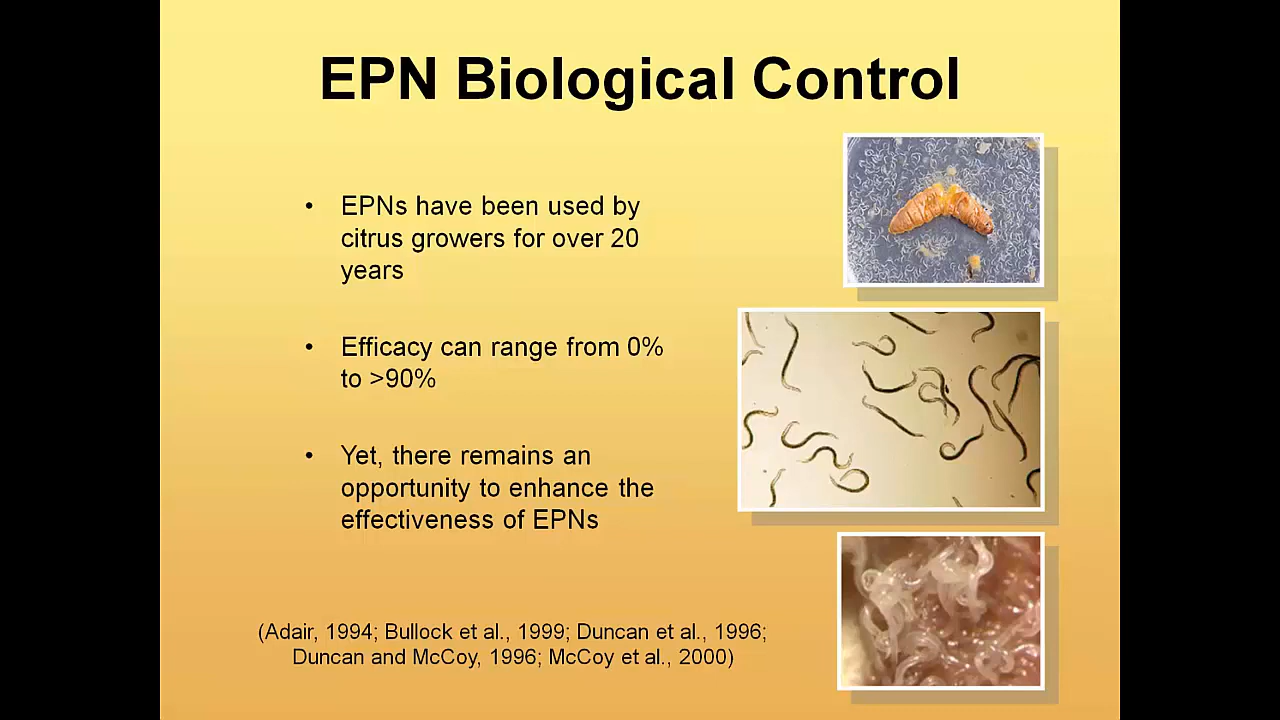 EPN Biological Control
• EPNs have been used by
citrus growers for over 20
years
• Efficacy can range from 0%
to >90%
• Yet, there remains an
opportunity to enhance the
effectiveness of EPNs
(Adair, 1994; Bullock et al., 1999; Duncan et al., 1996;
Duncan and McCoy, 1996; McCoy et al., 2000)